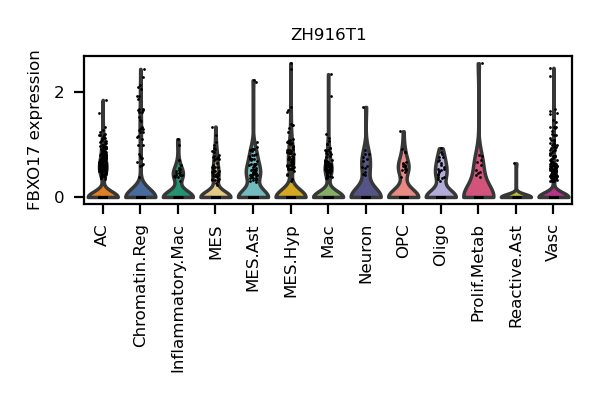 ZH916T1
FBXO17 expression
2
0
AC
Chromatin.Reg
Inflammatory.Mac
MES
MES.Ast
MES.Hyp
Mac
Neuron
OPC
Oligo
Prolif.Metab
Reactive.Ast
Vasc